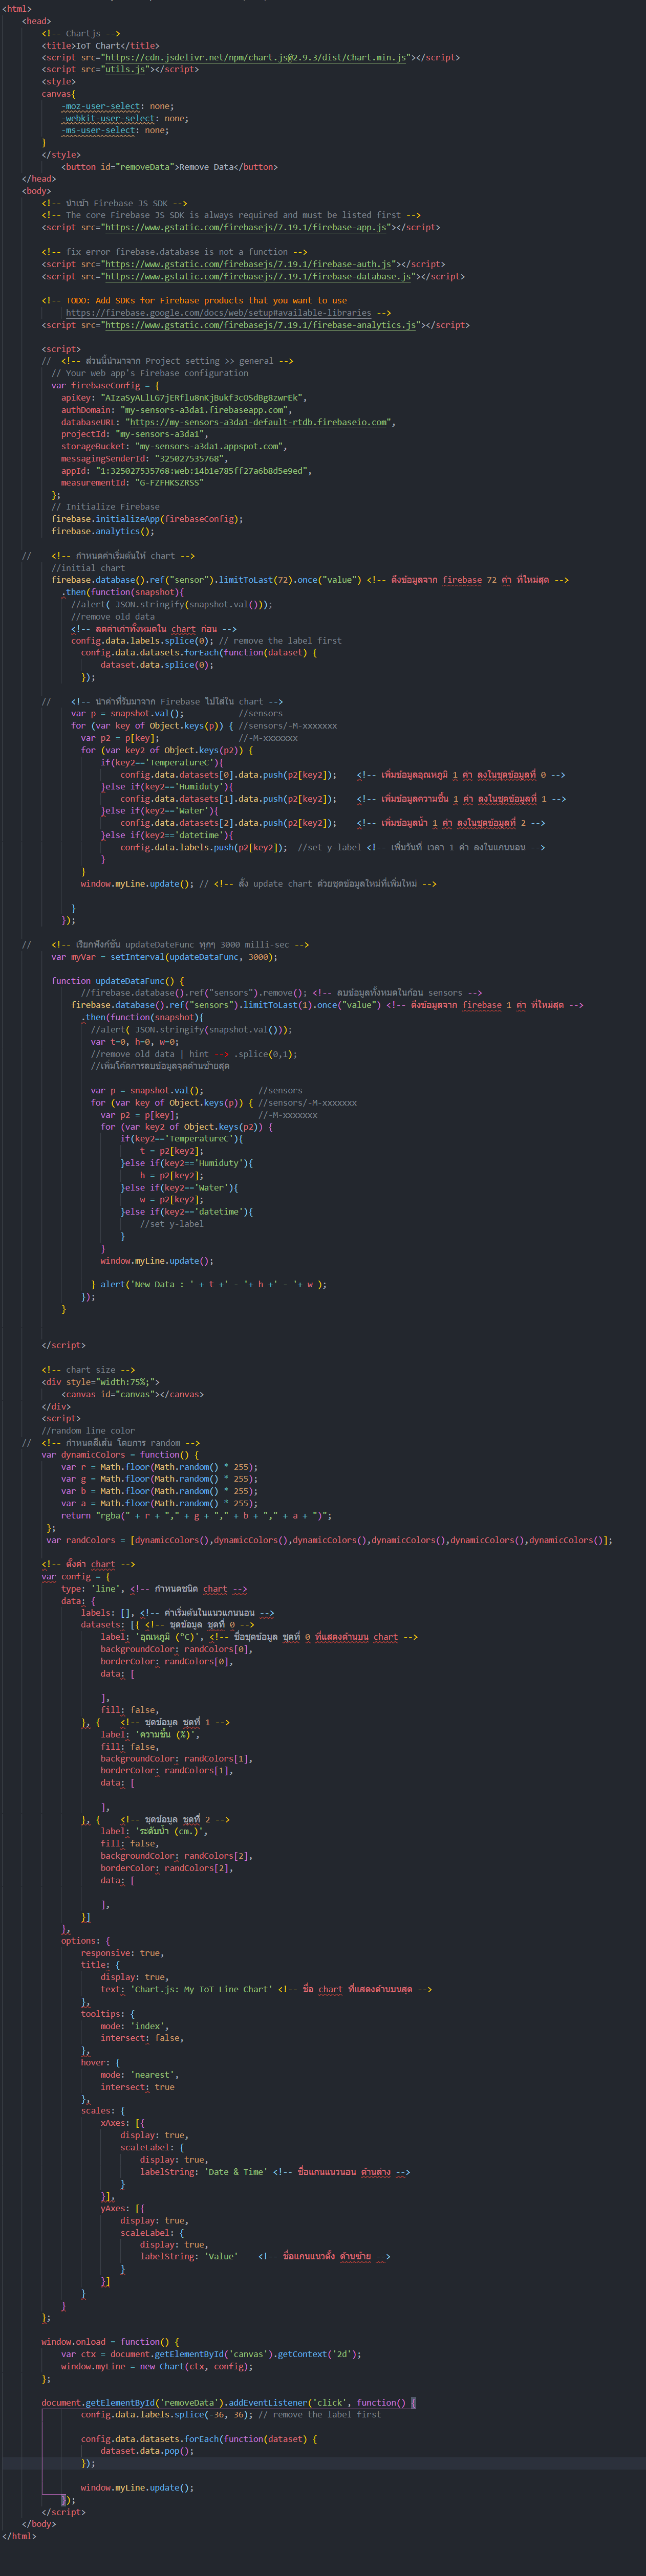 <html>
<head>
<!-- Chartjs -->
<title>IoT Chart</title>
<script src="https://cdn.jsdelivr.net/npm/chart.js@2.9.3/dist/Chart.min.js"></script>
<script src="utils.js"></script>
<style>
canvas{
-moz-user-select: none;
-webkit-user-select: none;
-ms-user-select: none;
}
</style>
<button id="removeData">Remove Data</button>
</head>
<body>
<!-- นำเข้า Firebase JS SDK -->
<!-- The core Firebase JS SDK is always required and must be listed first -->
<script src="https://www.gstatic.com/firebasejs/7.19.1/firebase-app.js"></script>
<!-- fix error firebase.database is not a function -->
<script src="https://www.gstatic.com/firebasejs/7.19.1/firebase-auth.js"></script>
<script src="https://www.gstatic.com/firebasejs/7.19.1/firebase-database.js"></script>
<!-- TODO: Add SDKs for Firebase products that you want to use
https://firebase.google.com/docs/web/setup#available-libraries -->
<script src="https://www.gstatic.com/firebasejs/7.19.1/firebase-analytics.js"></script>
<script>
// <!-- ส่วนนี้นำมาจาก Project setting >> general -->
// Your web app's Firebase configuration
var firebaseConfig = {
apiKey:
authDomain: "my-sensors-a3da1.firebaseapp.com",
databaseURL: "https://my-sensors-a3da1-default-rtdb.firebaseio.com",
projectId: "my-sensors-a3da1",
storageBucket: "my-sensors-a3da1.appspot.com",
messagingSenderId: "325027535768",
appId: "1:325027535768:web:14b1e785ff27a6b8d5e9ed",
measurementId: "G-FZFHKSZRSS"
};
// Initialize Firebase
firebase.initializeApp(firebaseConfig);
firebase.analytics();
// <!-- กำหนดค่าเริ่มต้นให้ chart -->
//initial chart
firebase.database().ref("sensor").limitToLast(72).once("value") <!-- ดึงข้อมูลจาก firebase 72 ค่า ที่ใหม่สุด -->
.then(function(snapshot){
//alert( JSON.stringify(snapshot.val()));
//remove old data
<!-- ลดค่าเก่าทั้งหมดใน chart ก่อน -->
config.data.labels.splice(0); // remove the label first
config.data.datasets.forEach(function(dataset) {
dataset.data.splice(0);
});
// <!-- นำค่าที่รับมาจาก Firebase ไปใส่ใน chart -->
var p = snapshot.val(); //sensors
for (var key of Object.keys(p)) { //sensors/-M-xxxxxxx
var p2 = p[key]; //-M-xxxxxxx
for (var key2 of Object.keys(p2)) {
if(key2=='TemperatureC'){
config.data.datasets[0].data.push(p2[key2]); <!-- เพิ่มข้อมูลอุณหภูมิ 1 ค่า ลงในชุดข้อมูลที่ 0 -->
}else if(key2=='Humiduty'){
config.data.datasets[1].data.push(p2[key2]); <!-- เพิ่มข้อมูลความชื้น 1 ค่า ลงในชุดข้อมูลที่ 1 -->
}else if(key2=='Water'){
config.data.datasets[2].data.push(p2[key2]); <!-- เพิ่มข้อมูลน้ำ 1 ค่า ลงในชุดข้อมูลที่ 2 -->
}else if(key2=='datetime'){
config.data.labels.push(p2[key2]); //set y-label <!-- เพิ่มวันที่ เวลา 1 ค่า ลงในแกนนอน -->
}
}
window.myLine.update(); // <!-- สั่ง update chart ด้วยชุดข้อมูลใหม่ที่เพิ่มใหม่ -->
}
});
// <!-- เรียกฟังก์ชัน updateDateFunc ทุกๆ 3000 milli-sec -->
var myVar = setInterval(updateDataFunc, 3000);
function updateDataFunc() {
//firebase.database().ref("sensors").remove(); <!-- ลบข้อมูลทั้งหมดในก้อน sensors -->
firebase.database().ref("sensors").limitToLast(1).once("value") <!-- ดึงข้อมูลจาก firebase 1 ค่า ที่ใหม่สุด -->
.then(function(snapshot){
//alert( JSON.stringify(snapshot.val()));
var t=0, h=0, w=0;
//remove old data | hint --> .splice(0,1);
//เพิ่มโค้ดการลบข้อมูลจุดด้านซ้ายสุด
var p = snapshot.val(); //sensors
for (var key of Object.keys(p)) { //sensors/-M-xxxxxxx
var p2 = p[key]; //-M-xxxxxxx
for (var key2 of Object.keys(p2)) {
if(key2=='TemperatureC'){
t = p2[key2];
}else if(key2=='Humiduty'){
h = p2[key2];
}else if(key2=='Water'){
w = p2[key2];
}else if(key2=='datetime'){
//set y-label
}
}
window.myLine.update();
} alert('New Data : ' + t +' - '+ h +' - '+ w );
});
}
</script>
<!-- chart size -->
<div style="width:75%;">
<canvas id="canvas"></canvas>
</div>
<script>
//random line color
// <!-- กำหนดสีเส้น โดยการ random -->
var dynamicColors = function() {
var r = Math.floor(Math.random() * 255);
var g = Math.floor(Math.random() * 255);
var b = Math.floor(Math.random() * 255);
var a = Math.floor(Math.random() * 255);
return "rgba(" + r + "," + g + "," + b + "," + a + ")";
};
var randColors = [dynamicColors(),dynamicColors(),dynamicColors(),dynamicColors(),dynamicColors(),dynamicColors()];
<!-- ตั้งค่า chart -->
var config = {
type: 'line', <!-- กำหนดชนิด chart -->
data: {
labels: [], <!-- ค่าเริ่มต้นในแนวแกนนอน -->
datasets: [{ <!-- ชุดข้อมูล ชุดที่ 0 -->
label: 'อุณหภูมิ (°C)', <!-- ชื่อชุดข้อมูล ชุดที่ 0 ที่แสดงด้านบน chart -->
backgroundColor: randColors[0],
borderColor: randColors[0],
data: [
],
fill: false,
}, { <!-- ชุดข้อมูล ชุดที่ 1 -->
label: 'ความชื้น (%)',
fill: false,
backgroundColor: randColors[1],
borderColor: randColors[1],
data: [
],
}, { <!-- ชุดข้อมูล ชุดที่ 2 -->
label: 'ระดับน้ำ (cm.)',
fill: false,
backgroundColor: randColors[2],
borderColor: randColors[2],
data: [
],
}]
},
options: {
responsive: true,
title: {
display: true,
text: 'Chart.js: My IoT Line Chart' <!-- ชื่อ chart ที่แสดงด้านบนสุด -->
},
tooltips: {
mode: 'index',
intersect: false,
},
hover: {
mode: 'nearest',
intersect: true
},
scales: {
xAxes: [{
display: true,
scaleLabel: {
display: true,
labelString: 'Date & Time' <!-- ชื่อแกนแนวนอน ด้านล่าง -->
}
}],
yAxes: [{
display: true,
scaleLabel: {
display: true,
labelString: 'Value' <!-- ชื่อแกนแนวตั้ง ด้านซ้าย -->
}
}]
}
}
};
window.onload = function() {
var ctx = document.getElementById('canvas').getContext('2d');
window.myLine = new Chart(ctx, config);
};
document.getElementById('removeData').addEventListener('click', function() {
config.data.labels.splice(-36, 36); // remove the label first
config.data.datasets.forEach(function(dataset) {
dataset.data.pop();
});
window.myLine.update();
});
</script>
</body>
</html>